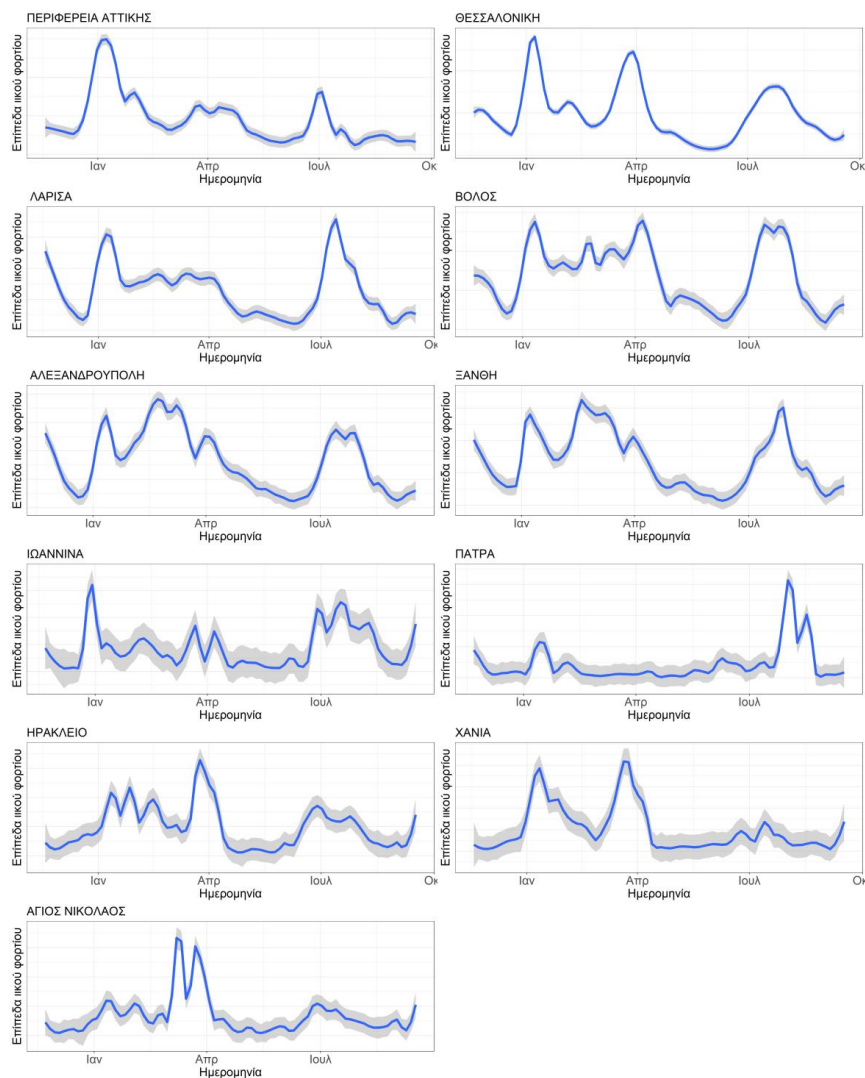 ΠΕΡΙΦΕΡΕΙΑ ΑΤΤΙΚΗΣ
Επίπεδα ιικού φορτίου
Ιαν Απρ Ιουλ Οκ
Ημερομηνία
ΘΕΣΣΑΛΟΝΙΚΗ
Επίπεδα ιικού φορτίου
Ιαν Απρ Ιουλ Οκ
Ημερομηνία
ΛΑΡΙΣΑ
Επίπεδα ιικού φορτίου
Ιαν Απρ Ιουλ Οκ
Ημερομηνία
ΒΟΛΟΣ
Επίπεδα ιικού φορτίου
Ιαν Απρ Ιουλ
Ημερομηνία
ΑΛΕΞΑΝΔΡΟΥΠΟΛΗ
Επίπεδα ιικού φορτίου
Ιαν Απρ Ιουλ
Ημερομηνία
ΞΑΝΘΗ
Επίπεδα ιικού φορτίου
Ιαν Απρ Ιουλ
Ημερομηνία
ΙΩΑΝΝΙΝΑ
Επίπεδα ιικού φορτίου
Ιαν Απρ Ιουλ
Ημερομηνία
ΠΑΤΡΑ
Επίπεδα ιικού φορτίου
Ιαν Απρ Ιουλ
Ημερομηνία
ΗΡΑΚΛΕΙΟ
Επίπεδα ιικού φορτίου
Ιαν Απρ Ιουλ Οκ
Ημερομηνία
ΧΑΝΙΑ
Επίπεδα ιικού φορτίου
Ιαν Απρ Ιουλ
Ημερομηνία
ΑΓΙΟΣ ΝΙΚΟΛΑΟΣ
Επίπεδα ιικού φορτίου
Ιαν Απρ Ιουλ
Ημερομηνία